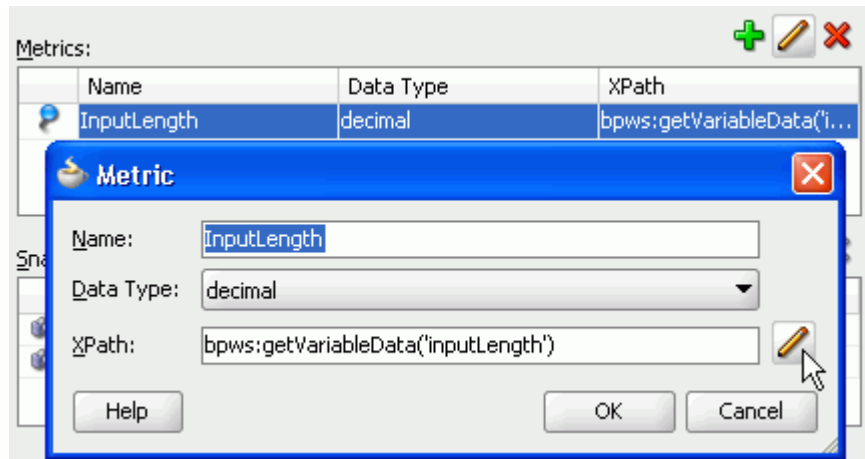 Metrics:
Name Data Type XPath
InputLength decimal bpws:getVariableData('i...
Metric
Name: InputLength
Sna
Data Type: decimal
XPath: bpws:getVariableData('inputLength')
Help OK Cancel